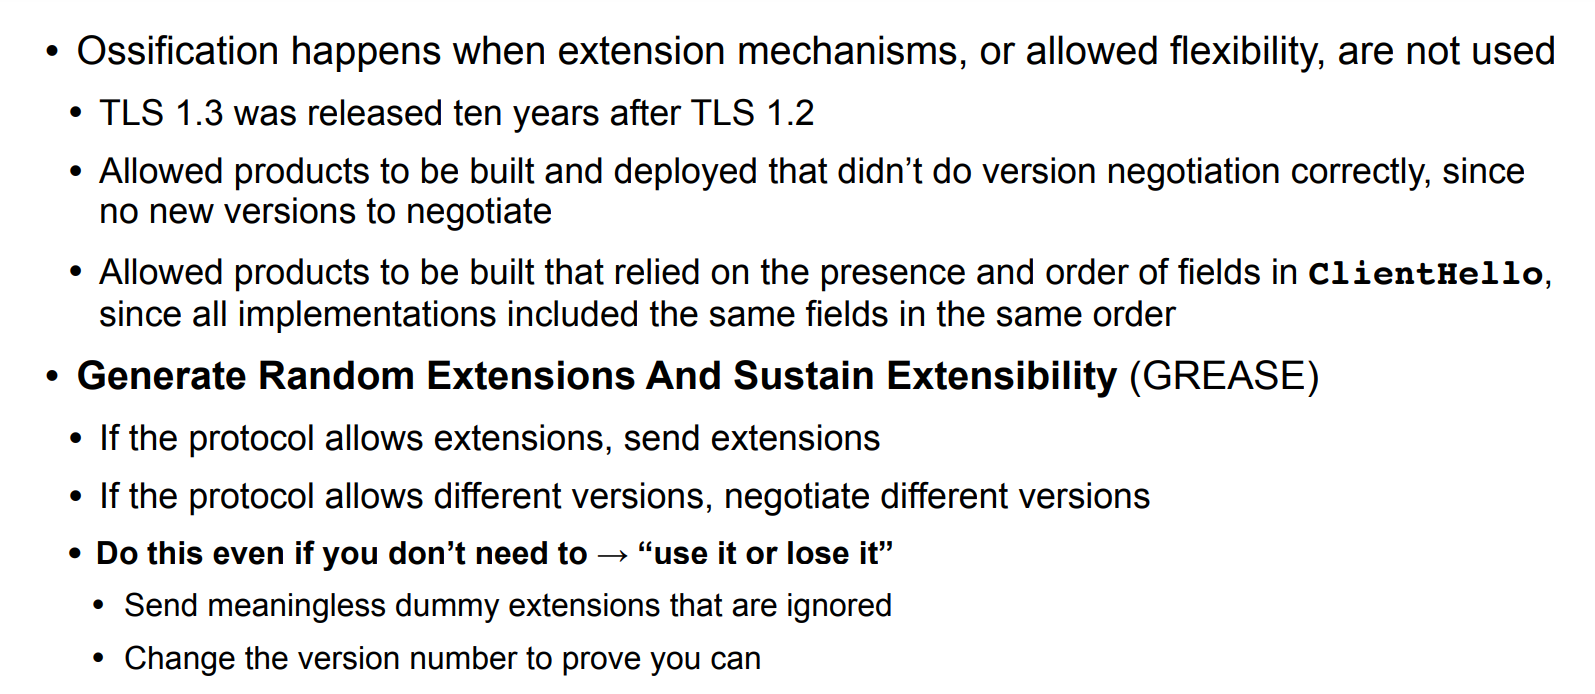 • Ossification happens when extension mechanisms, or allowed flexibility, are not used
• TLS 1.3 was released ten years after TLS 1.2
• Allowed products to be built and deployed that didn’t do version negotiation correctly, since
no new versions to negotiate
• Allowed products to be built that relied on the presence and order of fields in ClientHello,
since all implementations included the same fields in the same order
• Generate Random Extensions And Sustain Extensibility (GREASE)
• If the protocol allows extensions, send extensions
• If the protocol allows different versions, negotiate different versions
• Do this even if you don’t need to → “use it or lose it”
• Send meaningless dummy extensions that are ignored
• Change the version number to prove you can